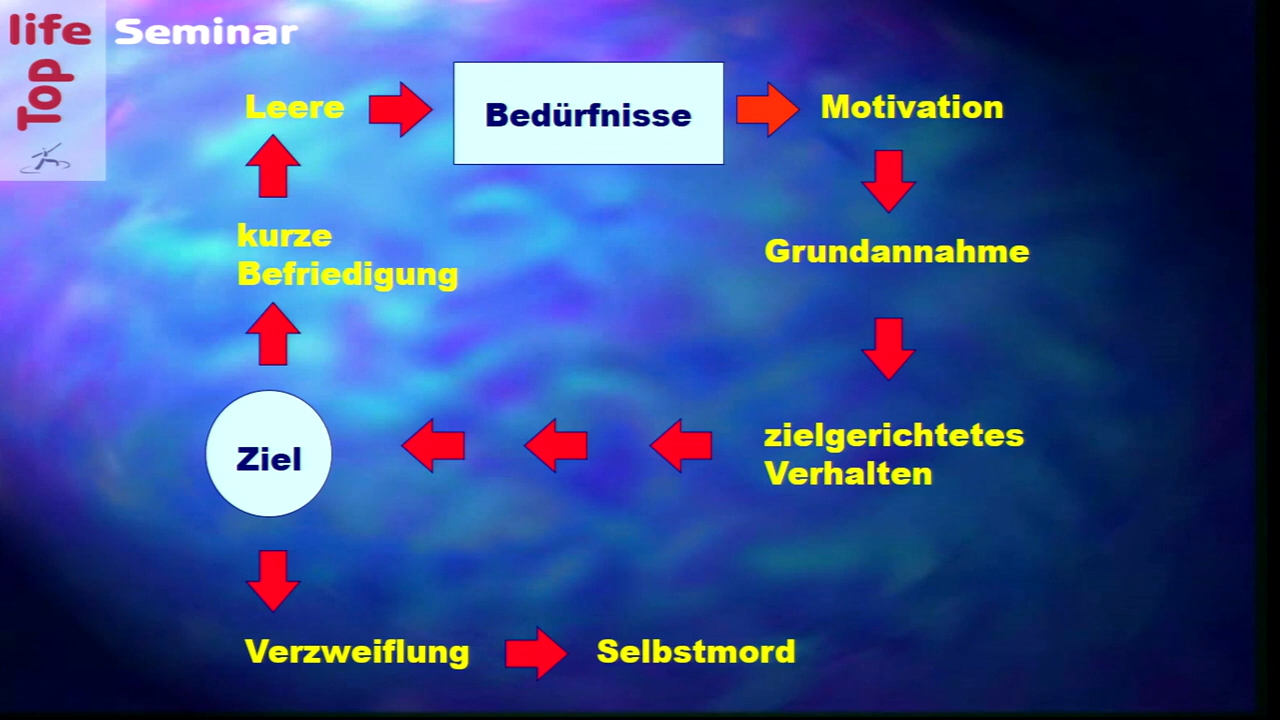 life Seminar
Top
Leere
Bedürfnisse
Motivation
kurze
Befriedigung
Grundannahme
Ziel
zielgerichtetes
Verhalten
Verzweiflung
Selbstmord